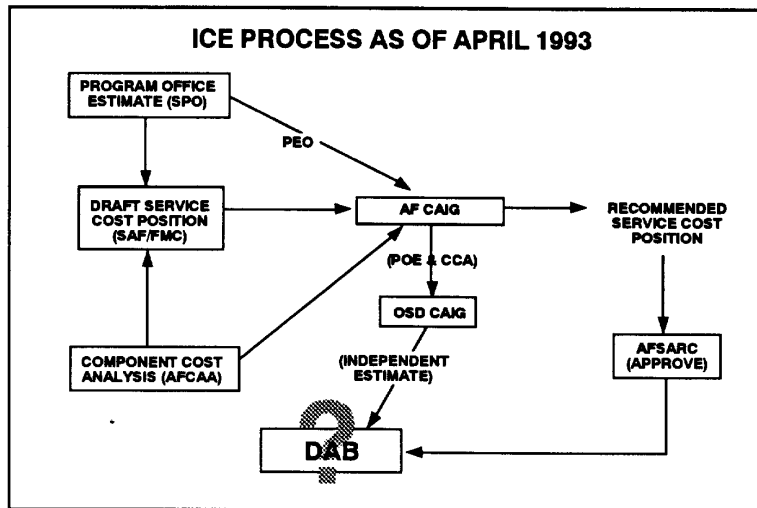 ICE PROCESS AS OF APRIL 1993
PROGRAM OFFICE
ESTIMATE (SPO)
PEO
DRAFT SERVICE
COST POSITION
(SAF/FMC)
AF CAIG
RECOMMENDED
SERVICE COST
POSITION
(POE & CCA)
OSD CAIG
COMPONENT COST
ANALYSIS (AFCAA)
(INDEPENDENT
ESTIMATE)
AFSARC
(APPROVE)
?
DAB